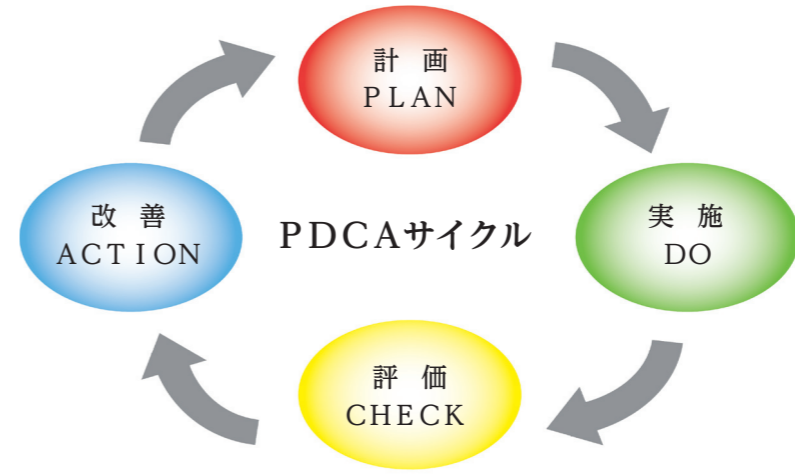 計画
PLAN
実施
DO
評価
CHECK
改善
ACTION
PDCAサイクル